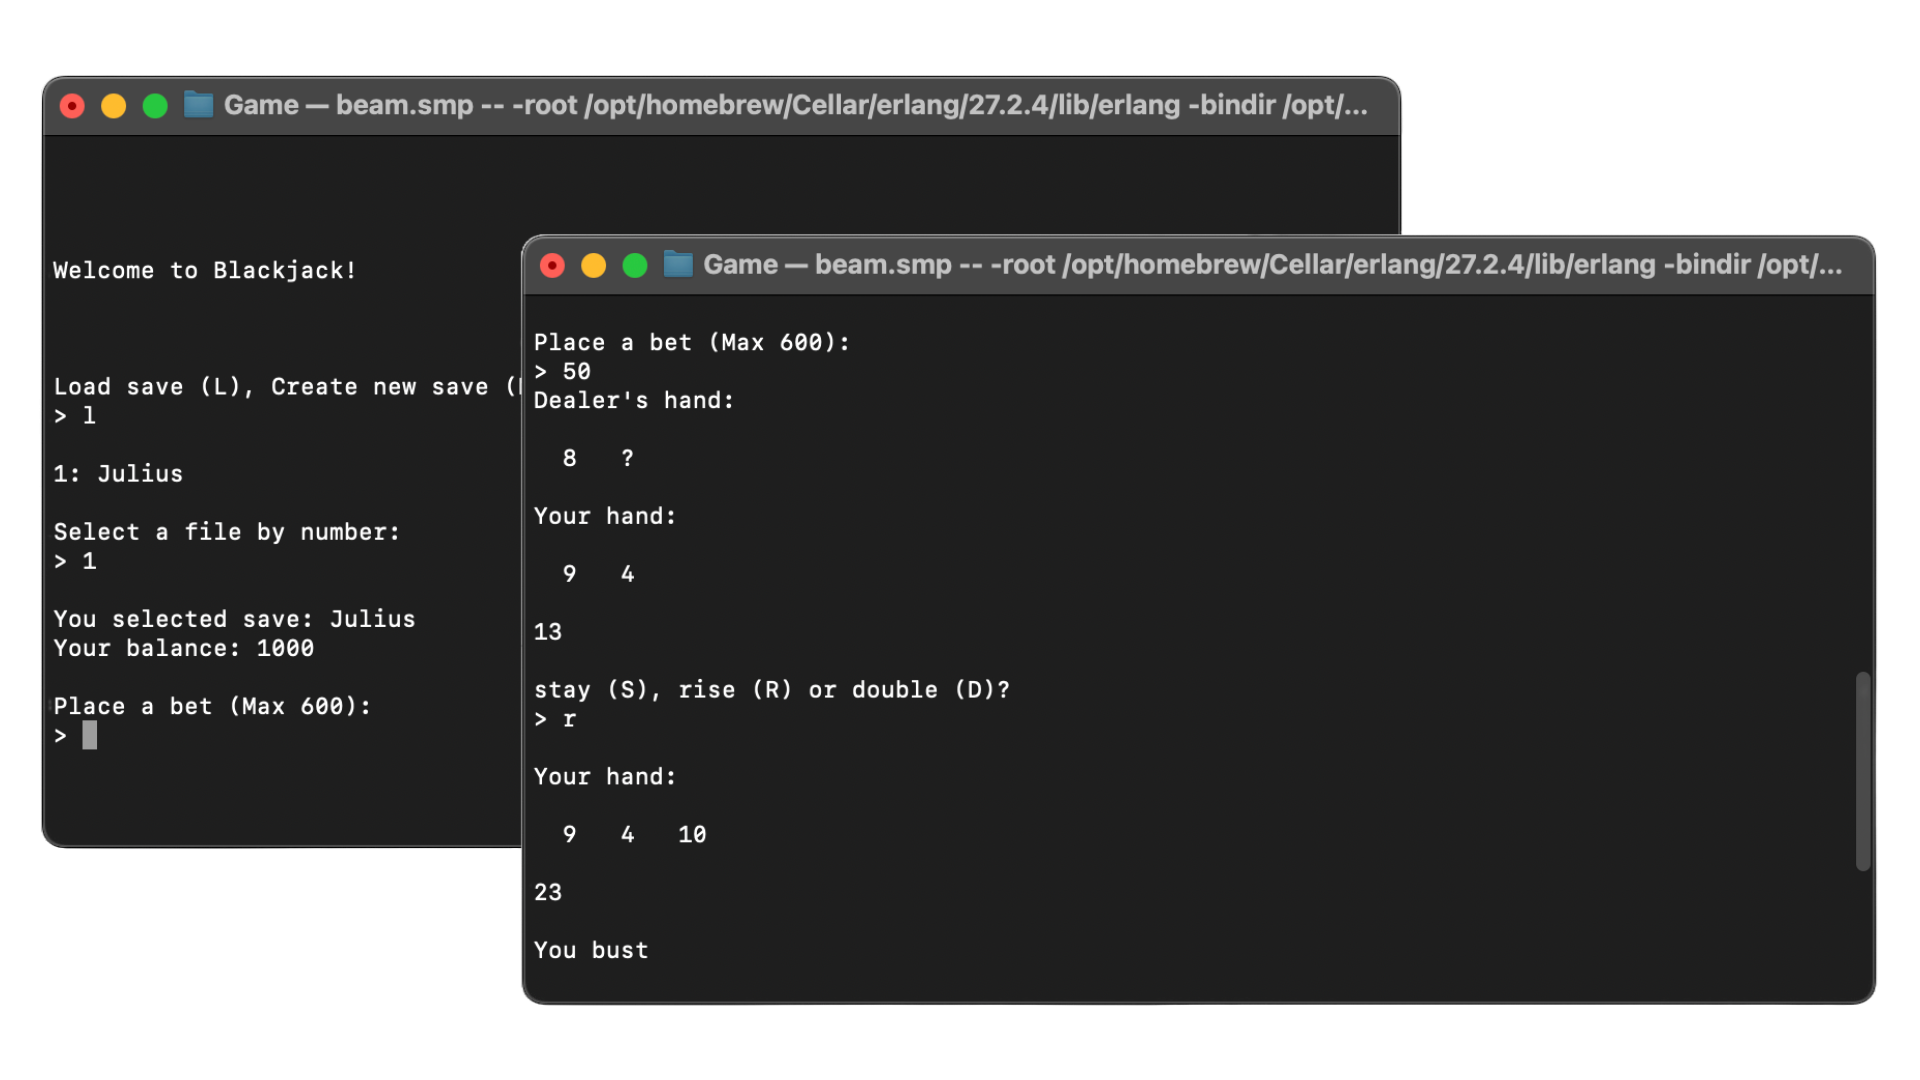 Game — beam.smp -- -root /opt/homebrew/Cellar/erlang/27.2.4/lib/erlang -bindir /opt/...
Welcome to Blackjack!
Load save (L), Create new save (
> l
1: Julius
Select a file by number:
> 1
You selected save: Julius
Your balance: 1000
Place a bet (Max 600):
>
Game — beam.smp -- -root /opt/homebrew/Cellar/erlang/27.2.4/lib/erlang -bindir /opt/...
Place a bet (Max 600):
> 50
Dealer's hand:
8 ?
Your hand:
9 4
13
stay (S), rise (R) or double (D)?
> r
Your hand:
9 4 10
23
You bust